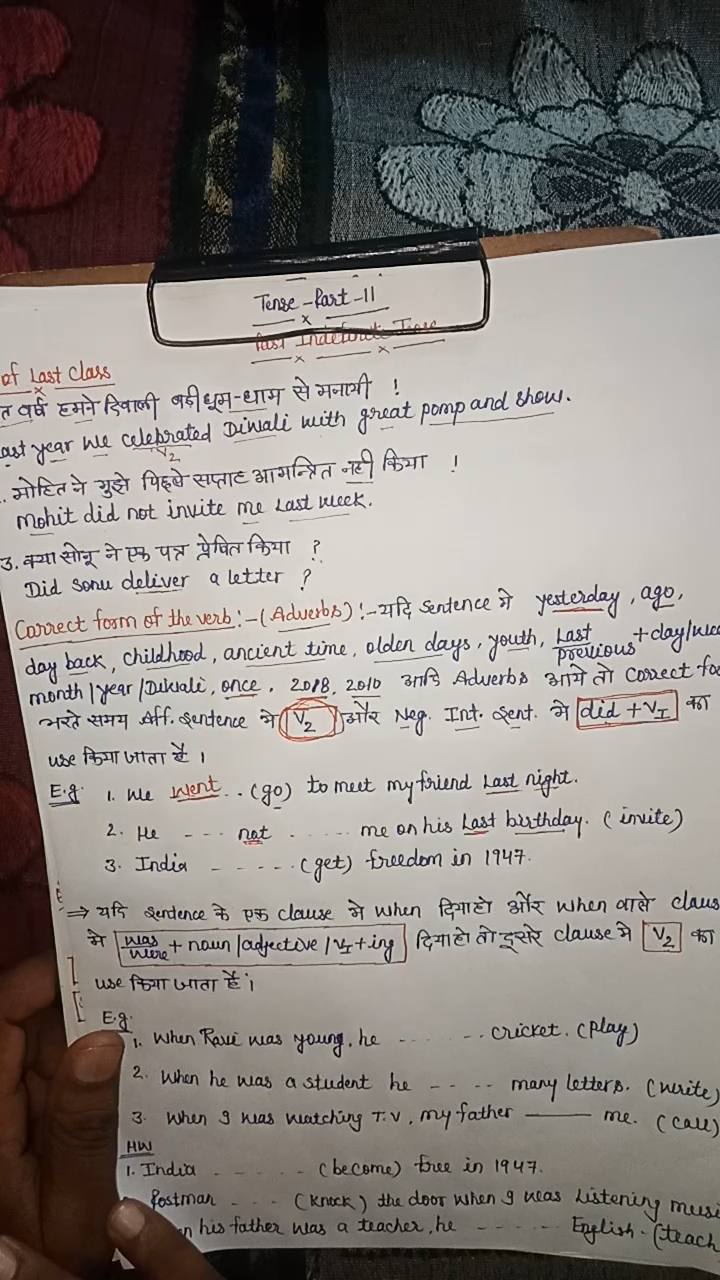 Tense-Part-II
Past Indefinite Tense
of Last Class
त वर्ष हमने दिवाली बड़ी धूम-धाम से मनायी !
ast year we celebrated Diwali with great pomp and show.
V2
. मोहित ने मुझे पिछले सप्ताह आमन्त्रित नही किया !
Mohit did not invite me Last week.
3. क्या सोनू ने एक पत्र प्रेषित किया ?
Did sonu deliver a letter ?
Correct form of the verb:-(Adverbs):-यदि Sentence मे yesterday, ago,
day back, childhood, ancient time, olden days, youth, Last/Previous + day/wee
month/year/Diwali, once, 2018, 2010 आदि Adverbs आये तो Correct fo
भरते समय Aff. Sentence मे V2 और Neg. Int. Sent. मे did + VI का
use किया जाता है।
E.g. 1. We went.. (go) to meet my friend Last night.
2. He --- not ..... me on his Last birthday. (invite)
3. India ----- (get) freedom in 1947.
⇒ यदि Sentence के एक clause मे when दिया हो और when वाले claus
मे was/were + noun/adjective/VI+ing दिया हो तो दूसरे clause मे V2 का
use किया जाता है।
E.g.
1. When Ravi was young, he ------- cricket. (Play)
2. When he was a student he ---- many letters. (write)
3. When I was watching T.V, my father ——— me. (call)
HW
1. India ----- (become) free in 1947.
Postman --- (knock) the door when I was Listening musi
n his father was a teacher, he ------ English. (teach